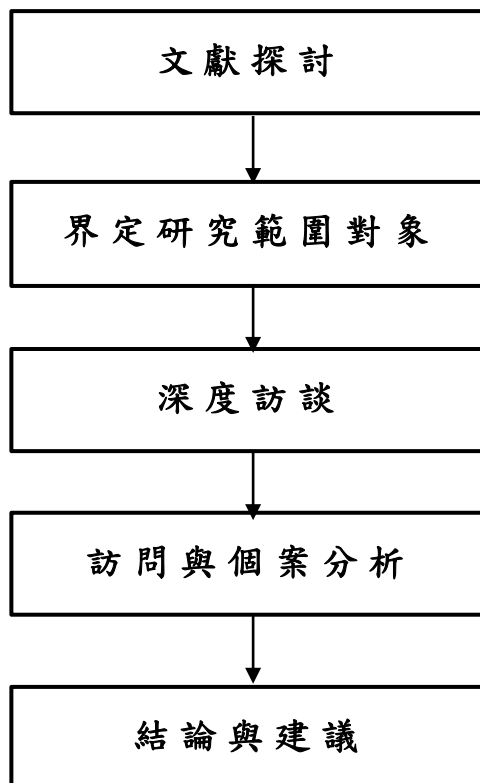 文獻探討
界定研究範圍對象
深度訪談
訪問與個案分析
結論與建議